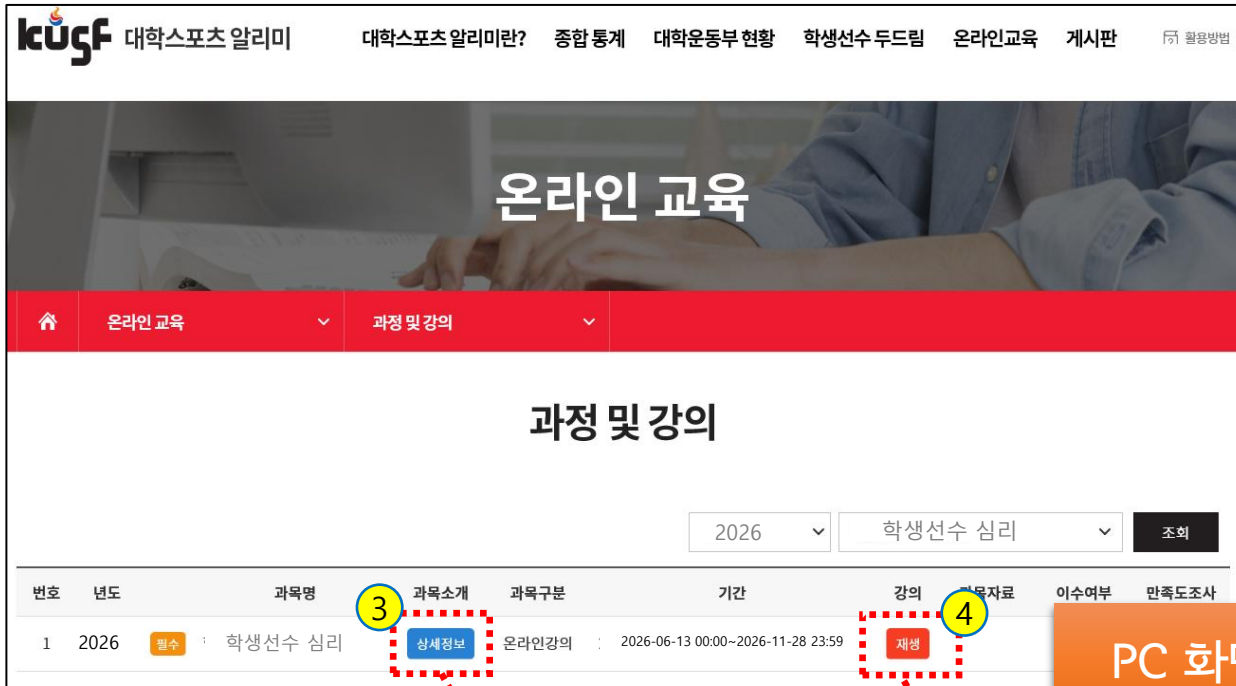 kusf 대학스포츠 알리미 대학스포츠 알리미란? 종합 통계 대학운동부 현황 학생선수 두드림 온라인교육 게시판 활용방법
온라인 교육
온라인 교육 과정 및 강의
과정 및 강의
2026 학생선수 심리 조회
번호 년도 과목명 과목소개 과목구분 기간 강의 이수여부 만족도조사
3 4
1 2026 필수 학생선수 심리 상세정보 온라인강의 2026-06-13 00:00~2026-11-28 23:59 재생
PC